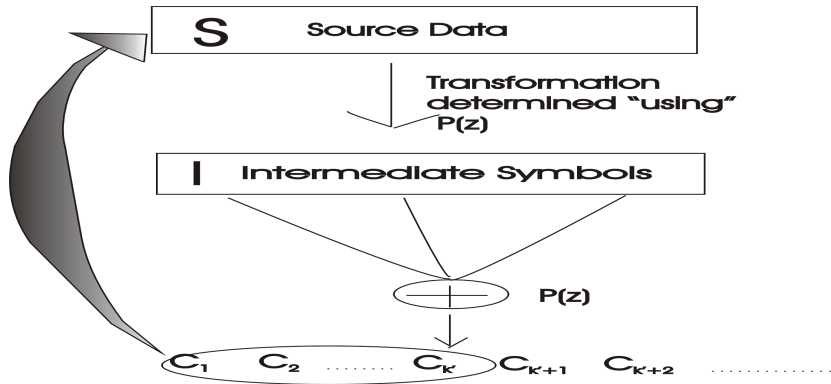 S Source Data
Transformation
determined "using"
P(z)
I Intermediate Symbols
P(z)
C1 C2 ........ Ck' Ck'+1 Ck'+2 ..............